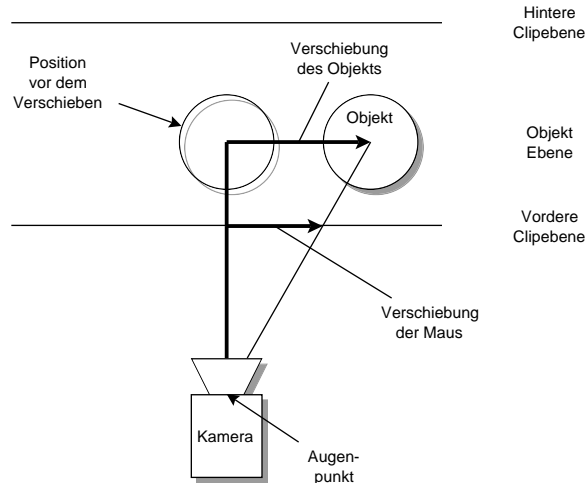 Hintere
Clipebene
Verschiebung
des Objekts
Position
vor dem
Verschieben
Objekt
Objekt
Ebene
Vordere
Clipebene
Verschiebung
der Maus
Kamera
Augen-
punkt